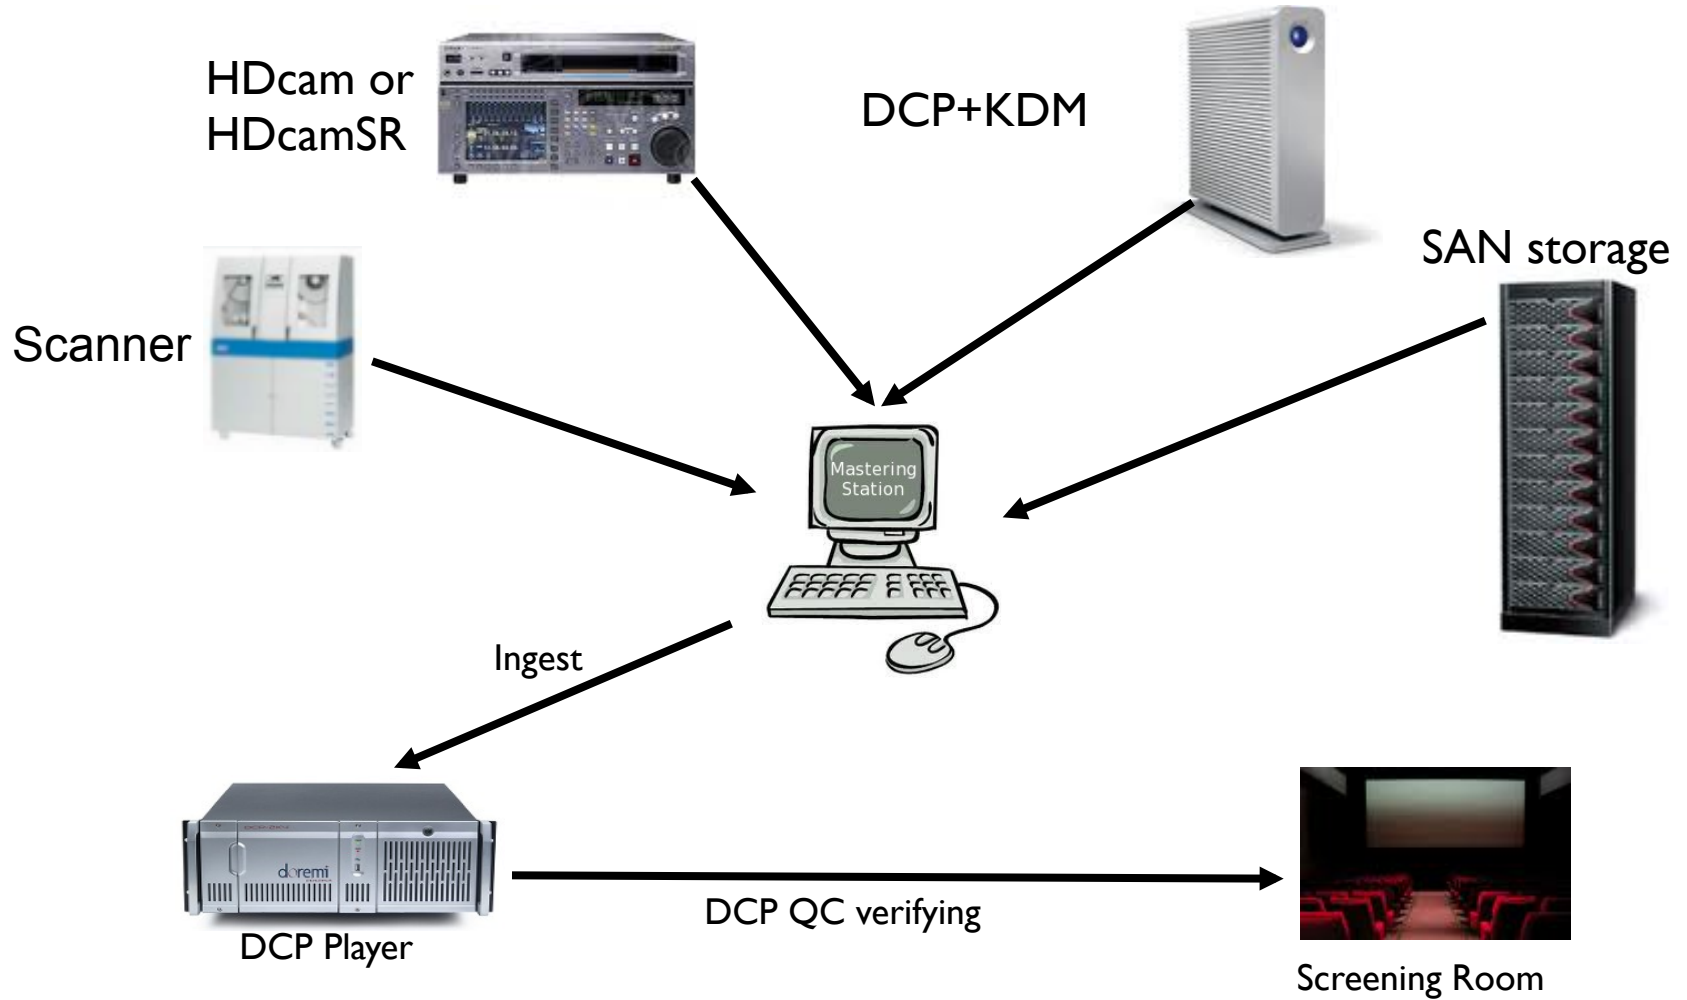 HDcam or
HDcamSR
DCP+KDM
SAN storage
Scanner
Mastering
Station
Ingest
doremi
DCP Player
DCP QC verifying
Screening Room